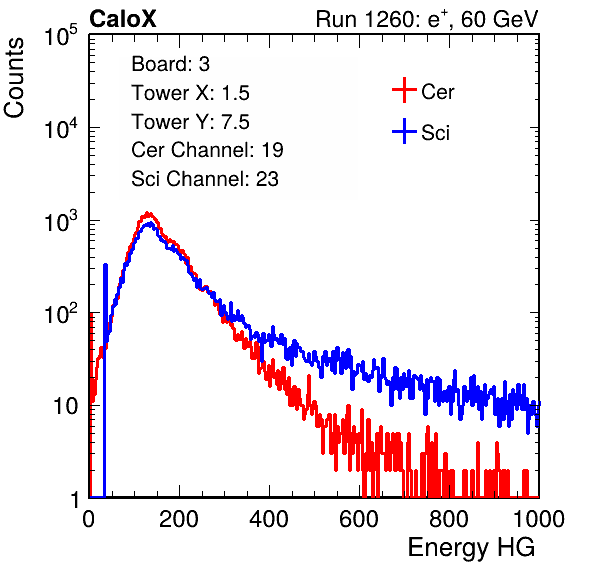 CaloX Run 1260: e⁺, 60 GeV
Counts
Board: 3
Tower X: 1.5
Tower Y: 7.5
Cer Channel: 19
Sci Channel: 23
Cer
Sci
10⁵
10⁴
10³
10²
10
1
0 200 400 600 800 1000
Energy HG